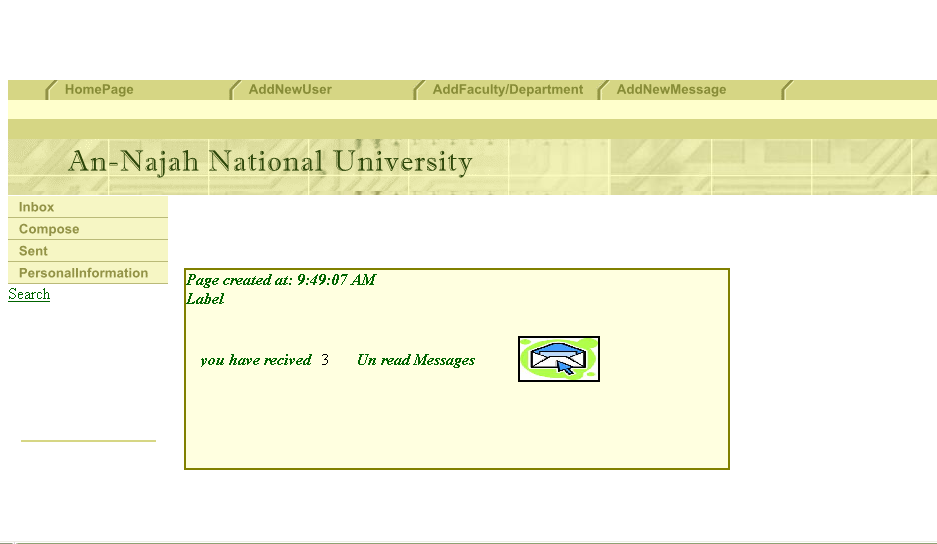 HomePage AddNewUser AddFaculty/Department AddNewMessage
An-Najah National University
Inbox
Compose
Sent
PersonalInformation
Search
Page created at: 9:49:07 AM
Label
you have recived 3 Un read Messages